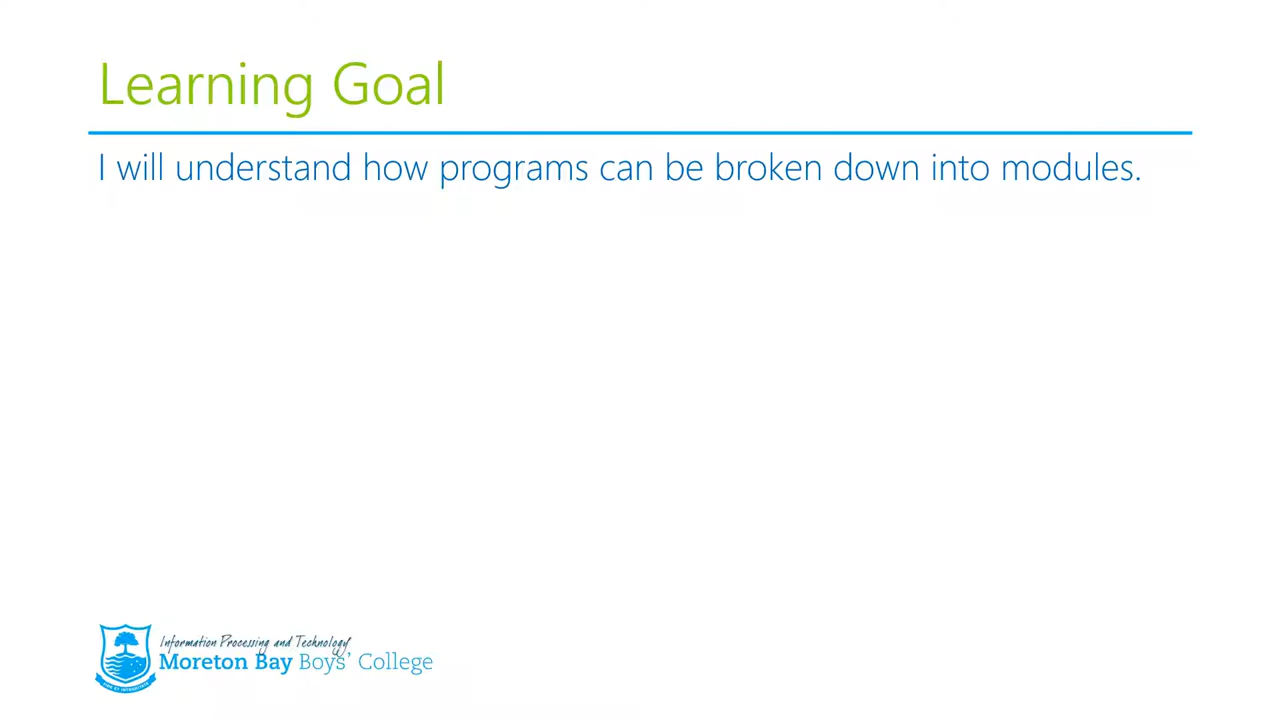 Learning Goal
I will understand how programs can be broken down into modules.
Information Processing and Technology
Moreton Bay Boys' College